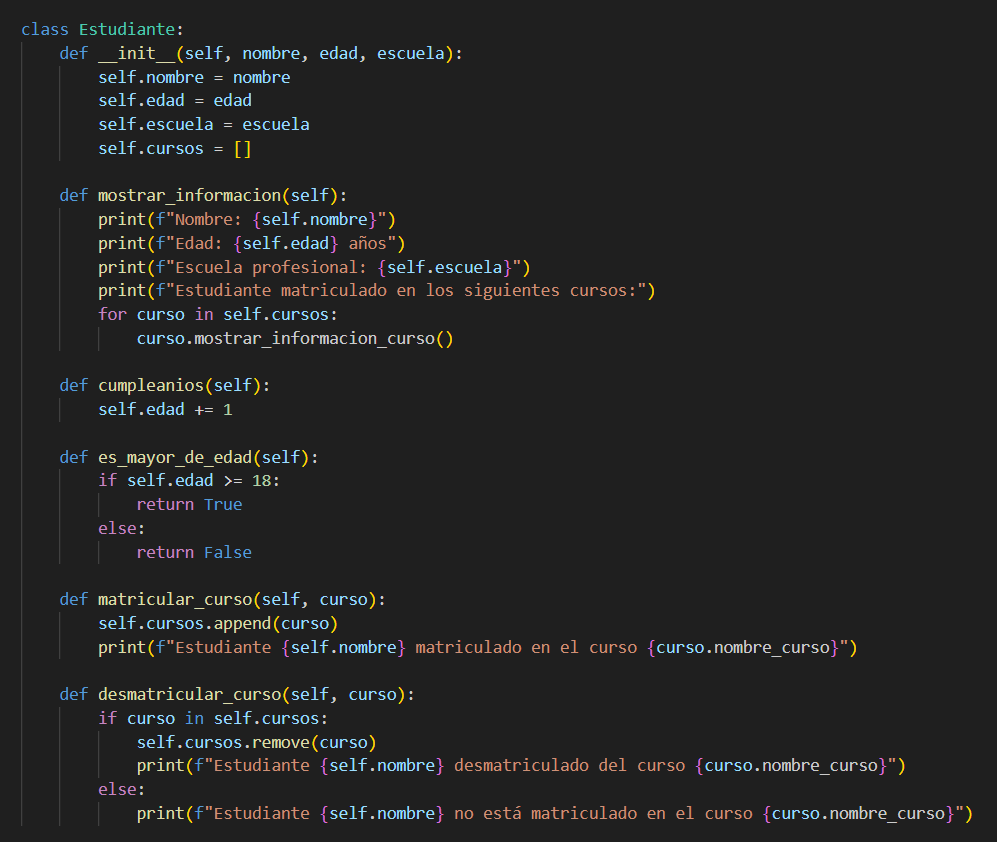 class Estudiante:
    def __init__(self, nombre, edad, escuela):
        self.nombre = nombre
        self.edad = edad
        self.escuela = escuela
        self.cursos = []

    def mostrar_informacion(self):
        print(f"Nombre: {self.nombre}")
        print(f"Edad: {self.edad} años")
        print(f"Escuela profesional: {self.escuela}")
        print(f"Estudiante matriculado en los siguientes cursos:")
        for curso in self.cursos:
            curso.mostrar_informacion_curso()

    def cumpleanios(self):
        self.edad += 1

    def es_mayor_de_edad(self):
        if self.edad >= 18:
            return True
        else:
            return False

    def matricular_curso(self, curso):
        self.cursos.append(curso)
        print(f"Estudiante {self.nombre} matriculado en el curso {curso.nombre_curso}")

    def desmatricular_curso(self, curso):
        if curso in self.cursos:
            self.cursos.remove(curso)
            print(f"Estudiante {self.nombre} desmatriculado del curso {curso.nombre_curso}")
        else:
            print(f"Estudiante {self.nombre} no está matriculado en el curso {curso.nombre_curso}")